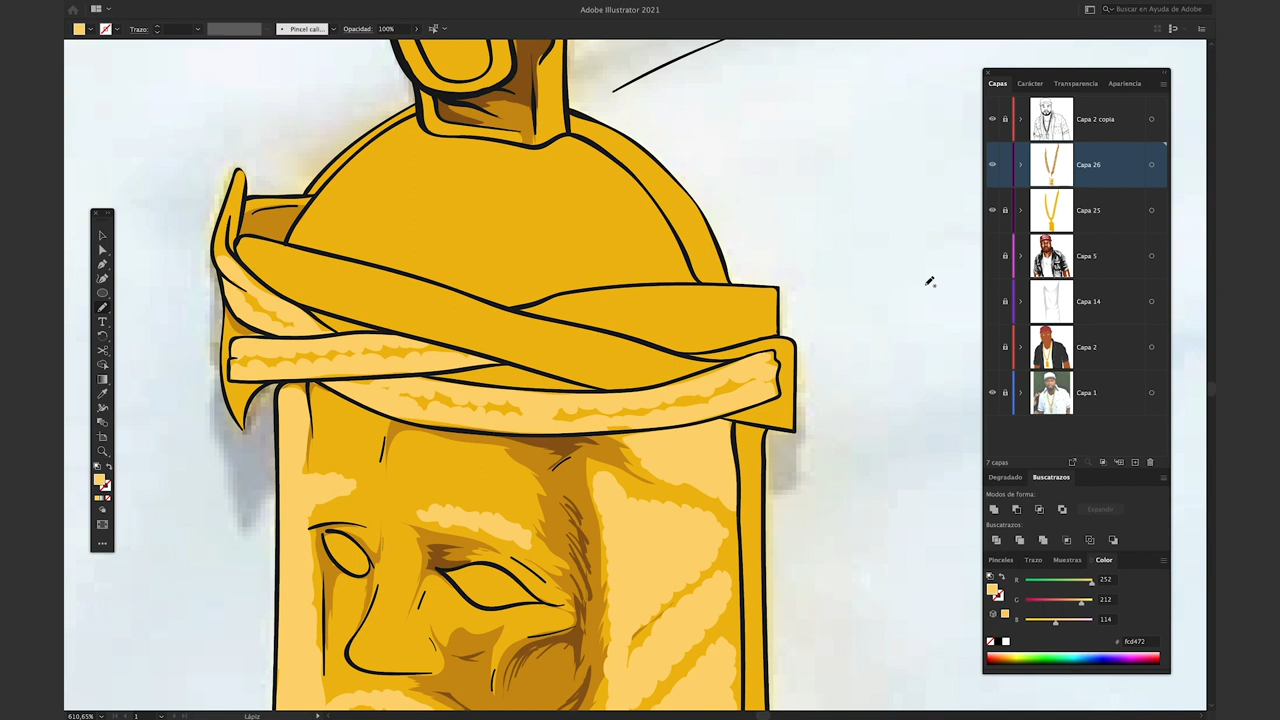 Adobe Illustrator 2021
Buscar en Ayuda de Adobe
Trazo:
Pincel cali...
Opacidad:
100%
Capas
Carácter
Transparencia
Apariencia
Capa 2 copia
Capa 26
Capa 25
Capa 5
Capa 14
Capa 2
Capa 1
7 capas
Degradado
Buscatrazos
Modos de forma:
Expandir
Buscatrazos:
Pinceles
Trazo
Muestras
Color
R 252
G 212
B 114
# fcd472
610,65%
1
Lápiz